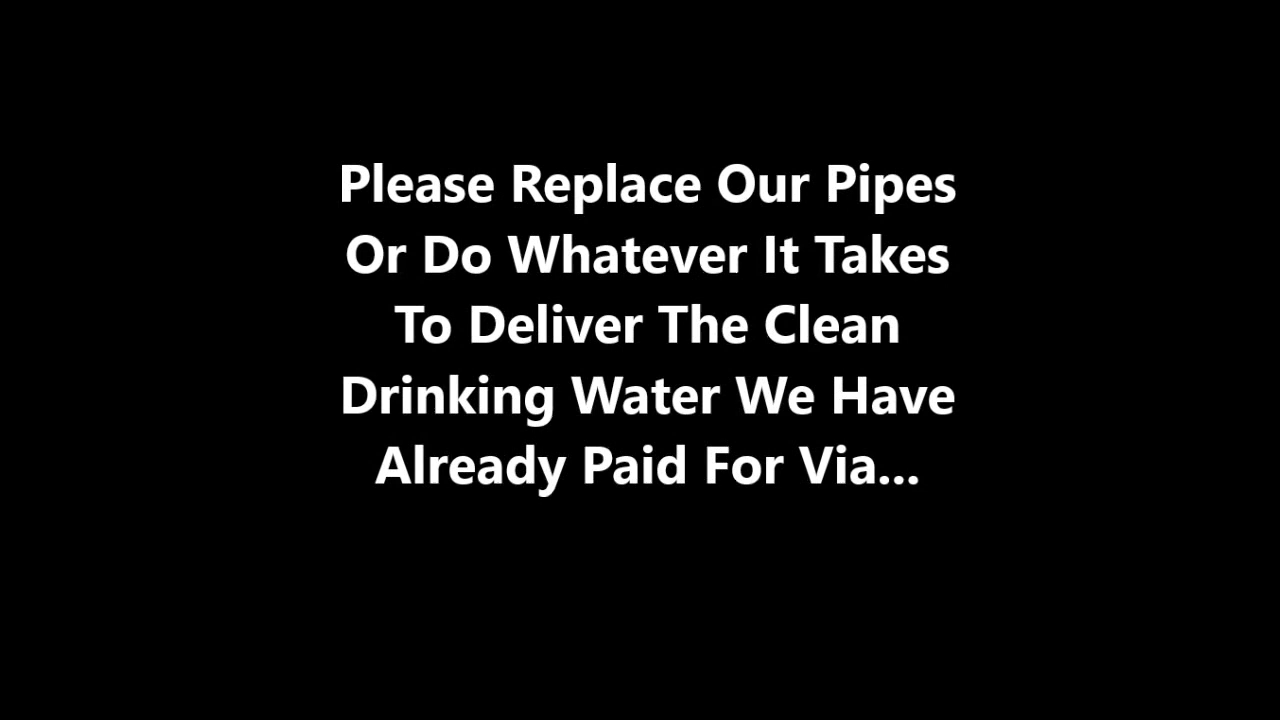 Please Replace Our Pipes
Or Do Whatever It Takes
To Deliver The Clean
Drinking Water We Have
Already Paid For Via...